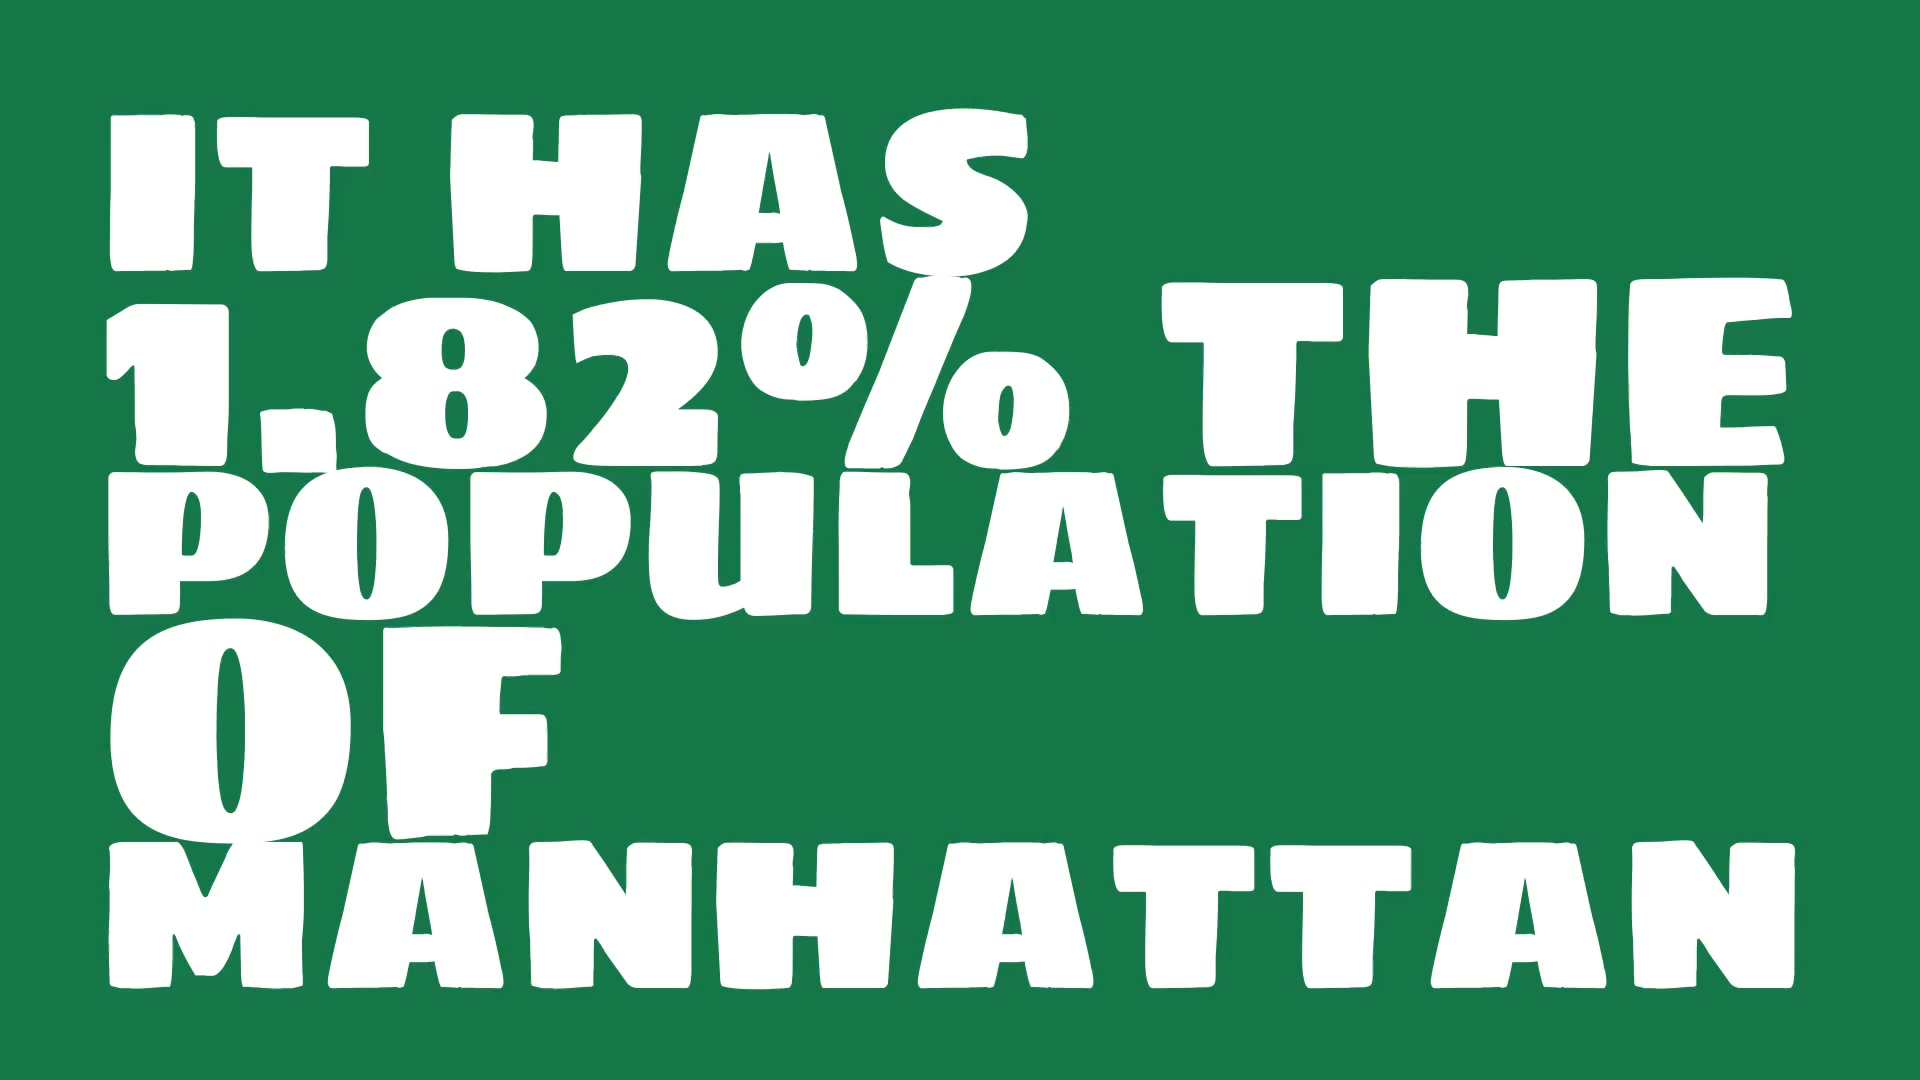 IT HAS
1.82% THE
POPULATION
OF
MANHATTAN